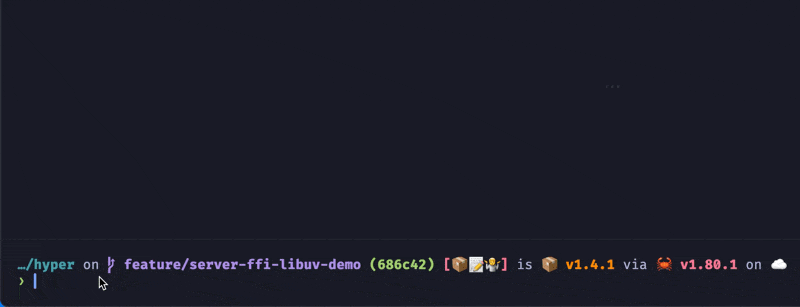 …/hyper on feature/server-ffi-libuv-demo (686c42) [📦📝🤷] is 📦 v1.4.1 via 🦀 v1.80.1 on ☁️
❯